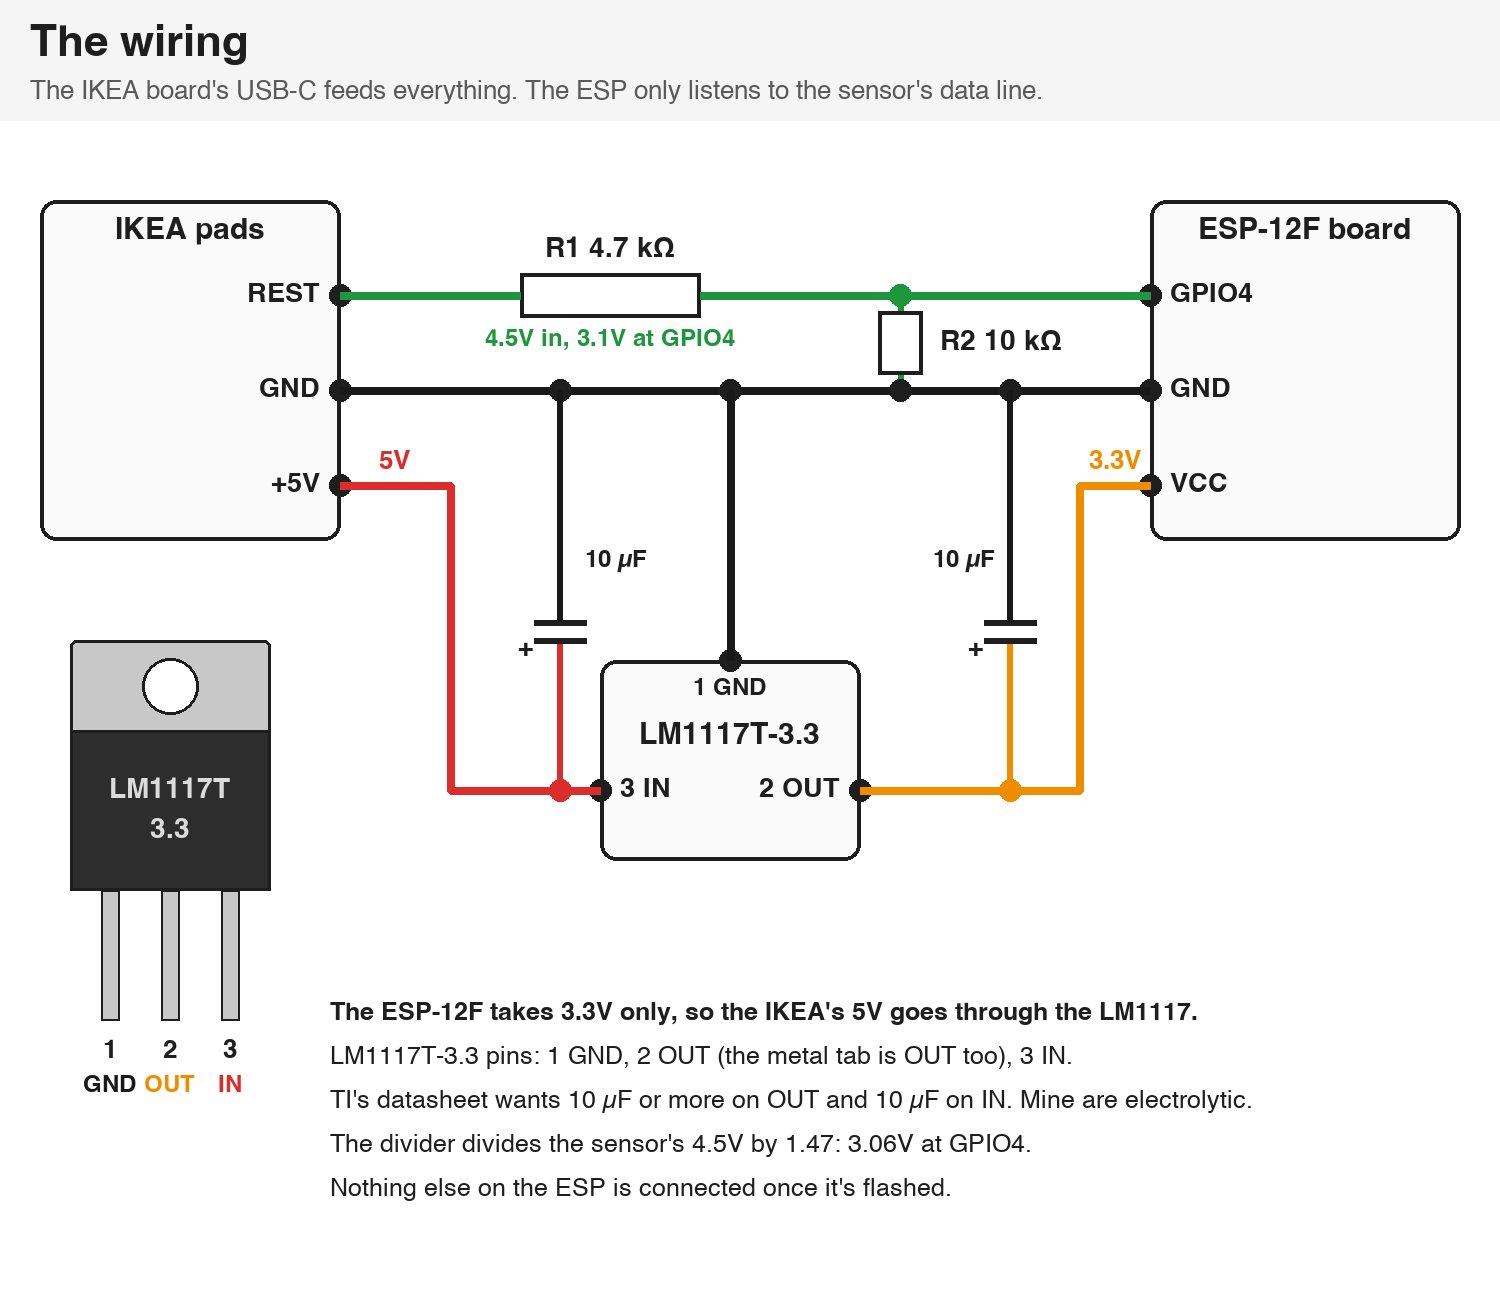 The wiring
The IKEA board's USB-C feeds everything. The ESP only listens to the sensor's data line.
IKEA pads
ESP-12F board
R1 4.7 kΩ
REST
GPIO4
4.5V in, 3.1V at GPIO4
R2 10 kΩ
GND
GND
5V
3.3V
+5V
VCC
10 µF
10 µF
+
+
1 GND
LM1117T-3.3
3 IN
2 OUT
LM1117T
3.3
1 2 3
GND OUT IN
The ESP-12F takes 3.3V only, so the IKEA's 5V goes through the LM1117.
LM1117T-3.3 pins: 1 GND, 2 OUT (the metal tab is OUT too), 3 IN.
TI's datasheet wants 10 µF or more on OUT and 10 µF on IN. Mine are electrolytic.
The divider divides the sensor's 4.5V by 1.47: 3.06V at GPIO4.
Nothing else on the ESP is connected once it's flashed.